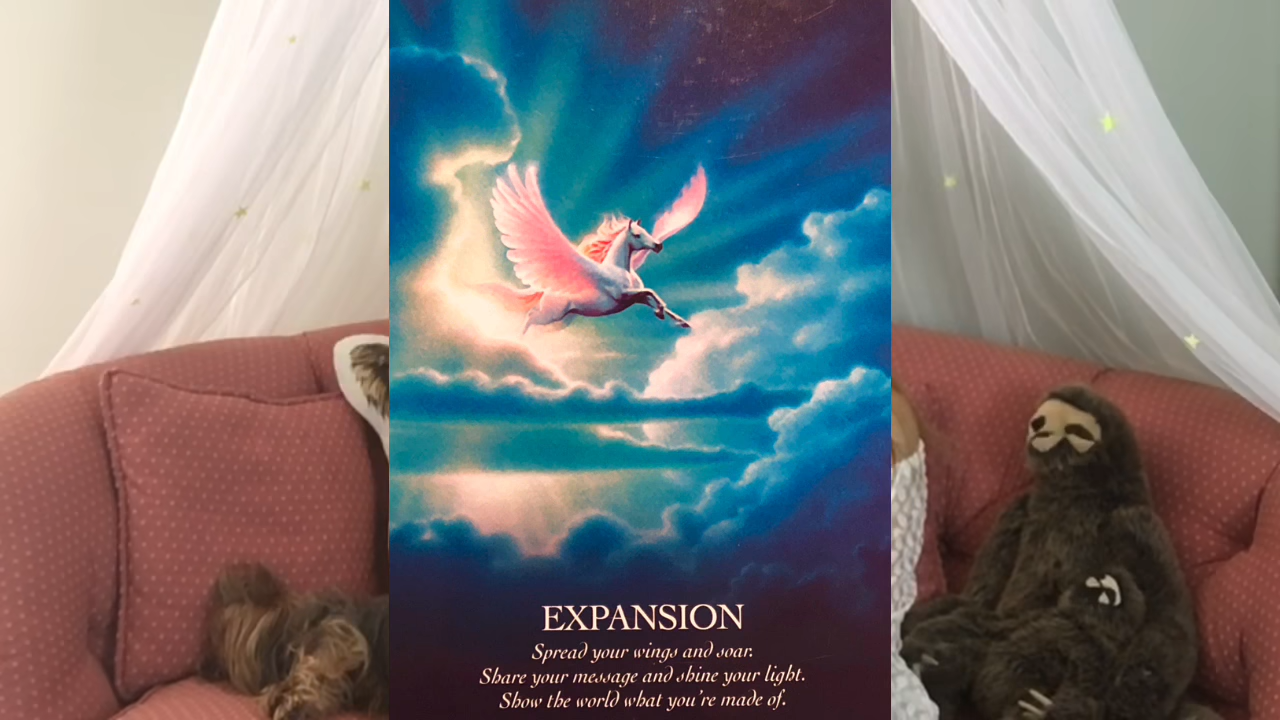 EXPANSION
Spread your wings and soar.
Share your message and shine your light.
Show the world what you're made of.